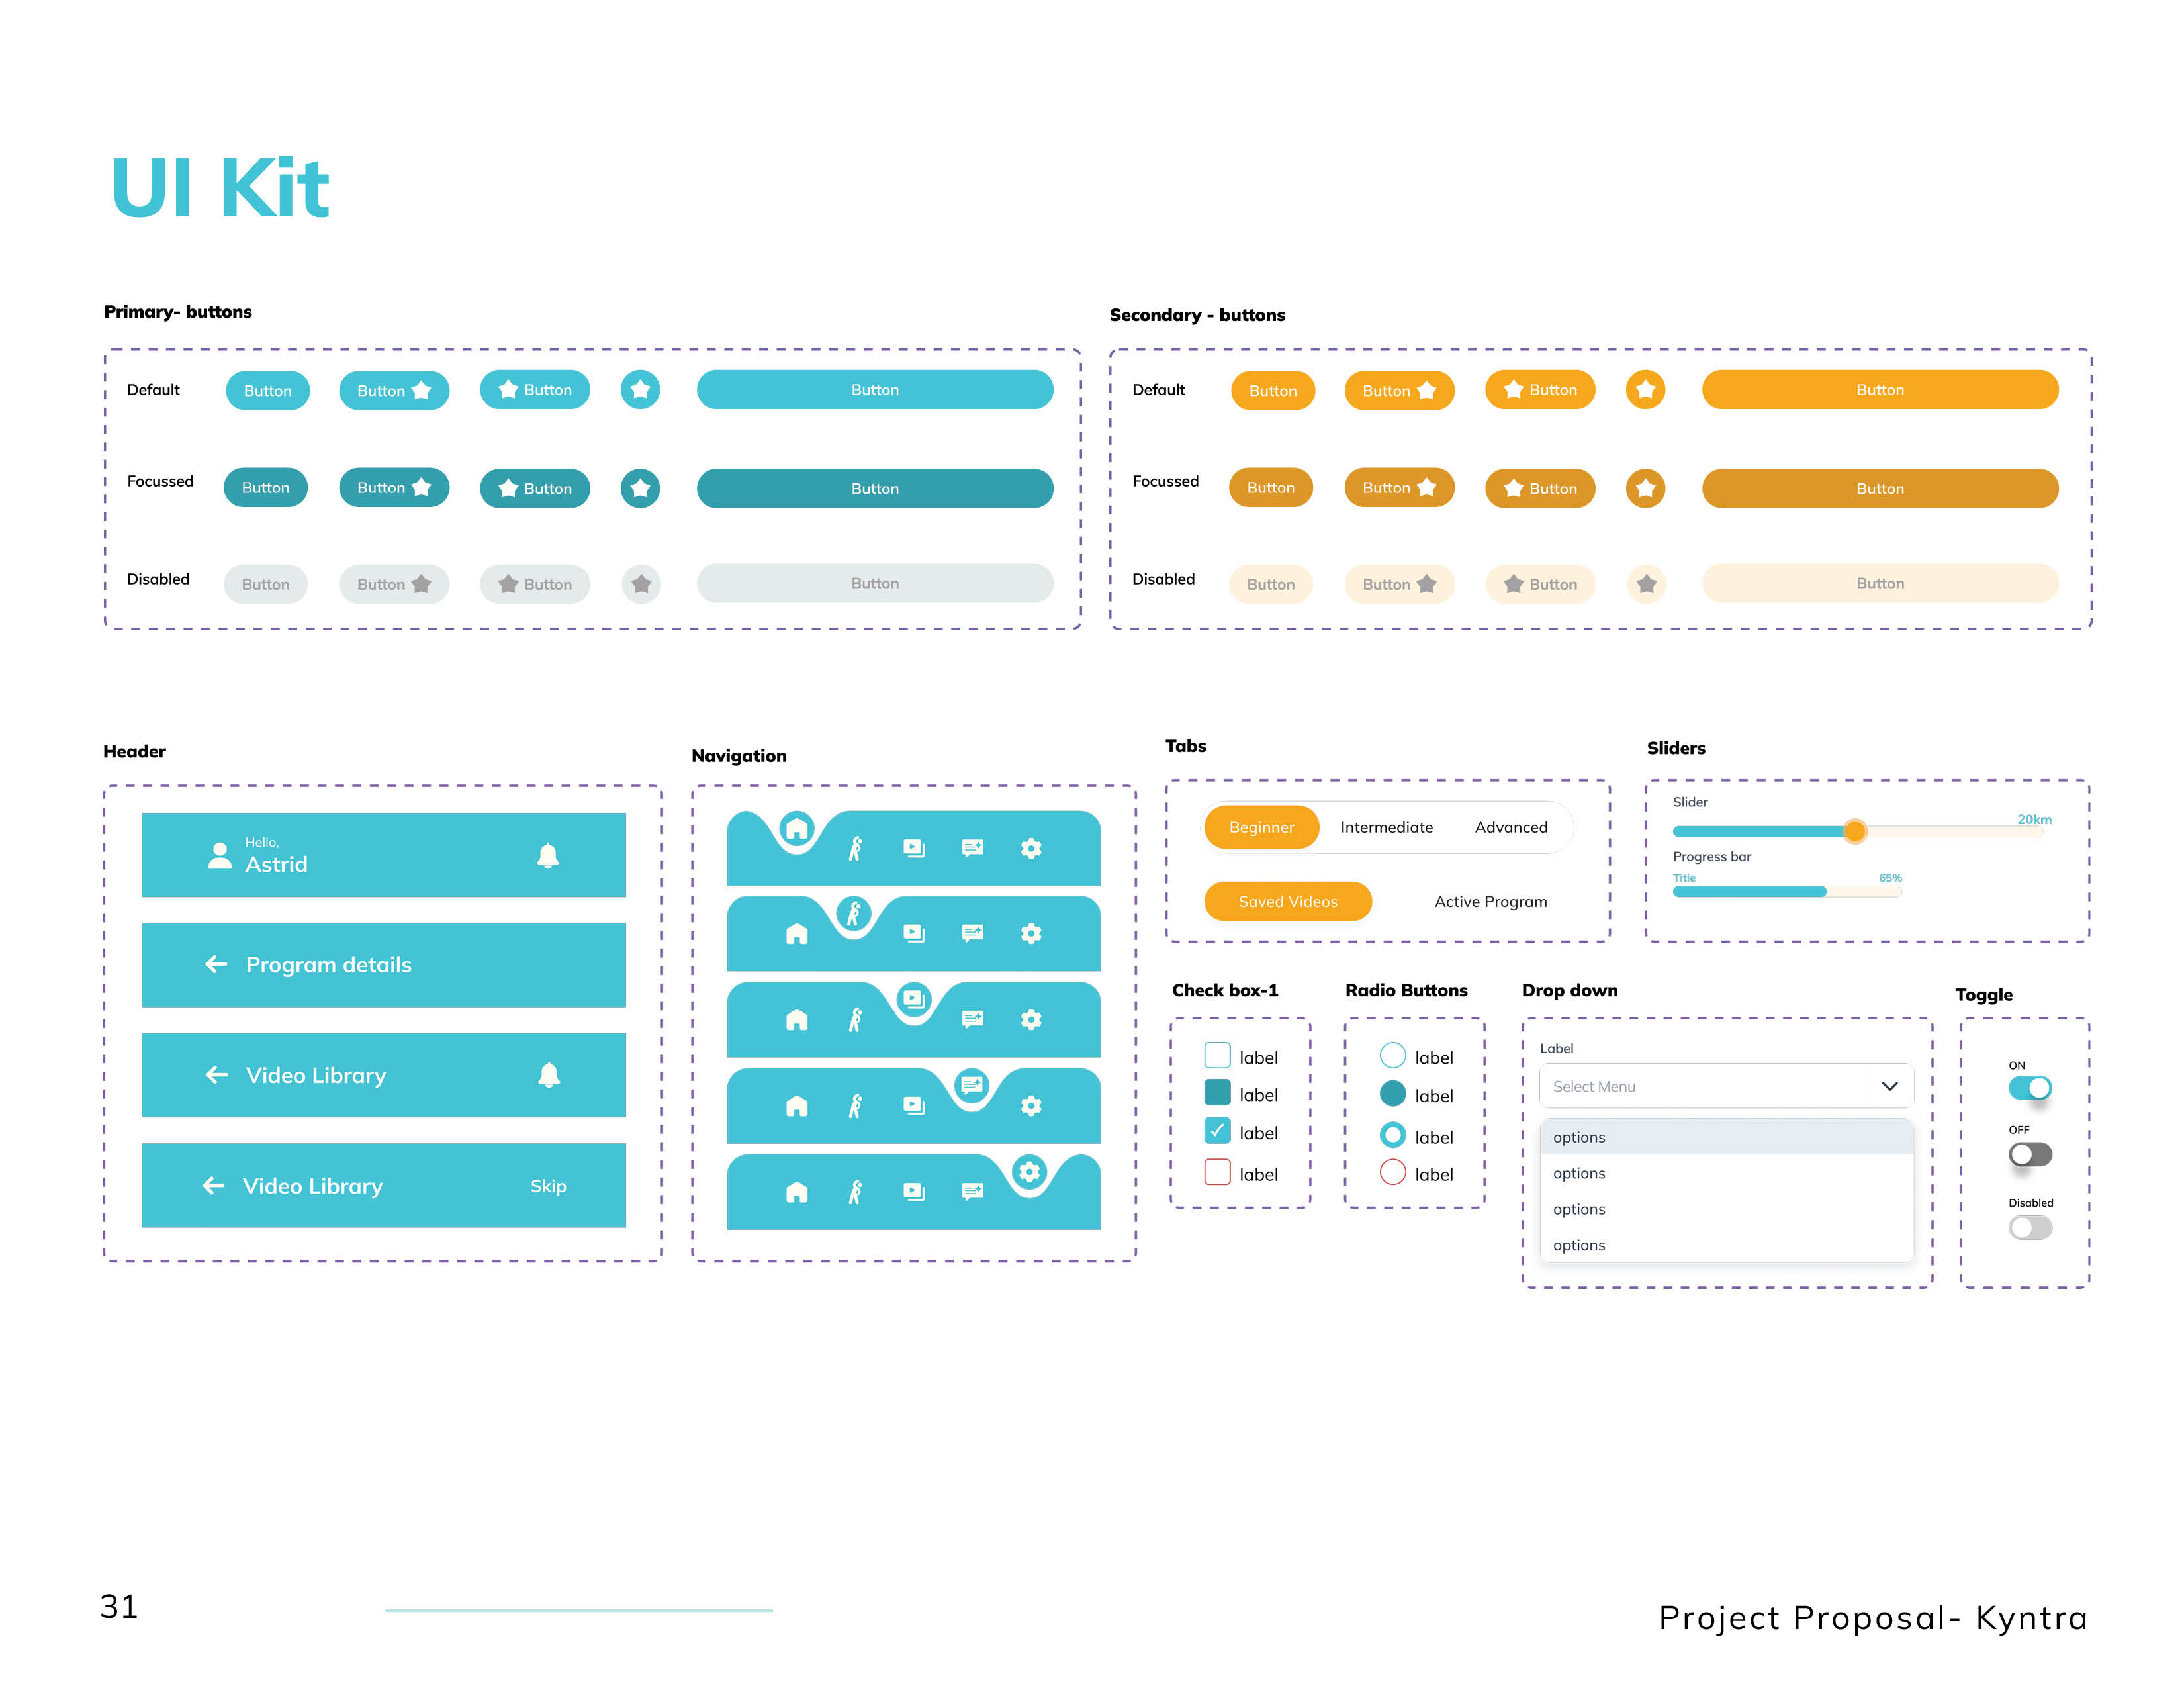 UI Kit
Primary- buttons
Default
Button
Button
Button
Button
Focussed
Button
Button
Button
Button
Disabled
Button
Button
Button
Button
Secondary - buttons
Default
Button
Button
Button
Button
Focussed
Button
Button
Button
Button
Disabled
Button
Button
Button
Button
Header
Hello,
Astrid
Program details
Video Library
Video Library
Skip
Navigation
Tabs
Beginner
Intermediate
Advanced
Saved Videos
Active Program
Sliders
Slider
20km
Progress bar
Title
65%
Check box-1
label
label
label
label
Radio Buttons
label
label
label
label
Drop down
Label
Select Menu
options
options
options
options
Toggle
ON
OFF
Disabled
31
Project Proposal- Kyntra